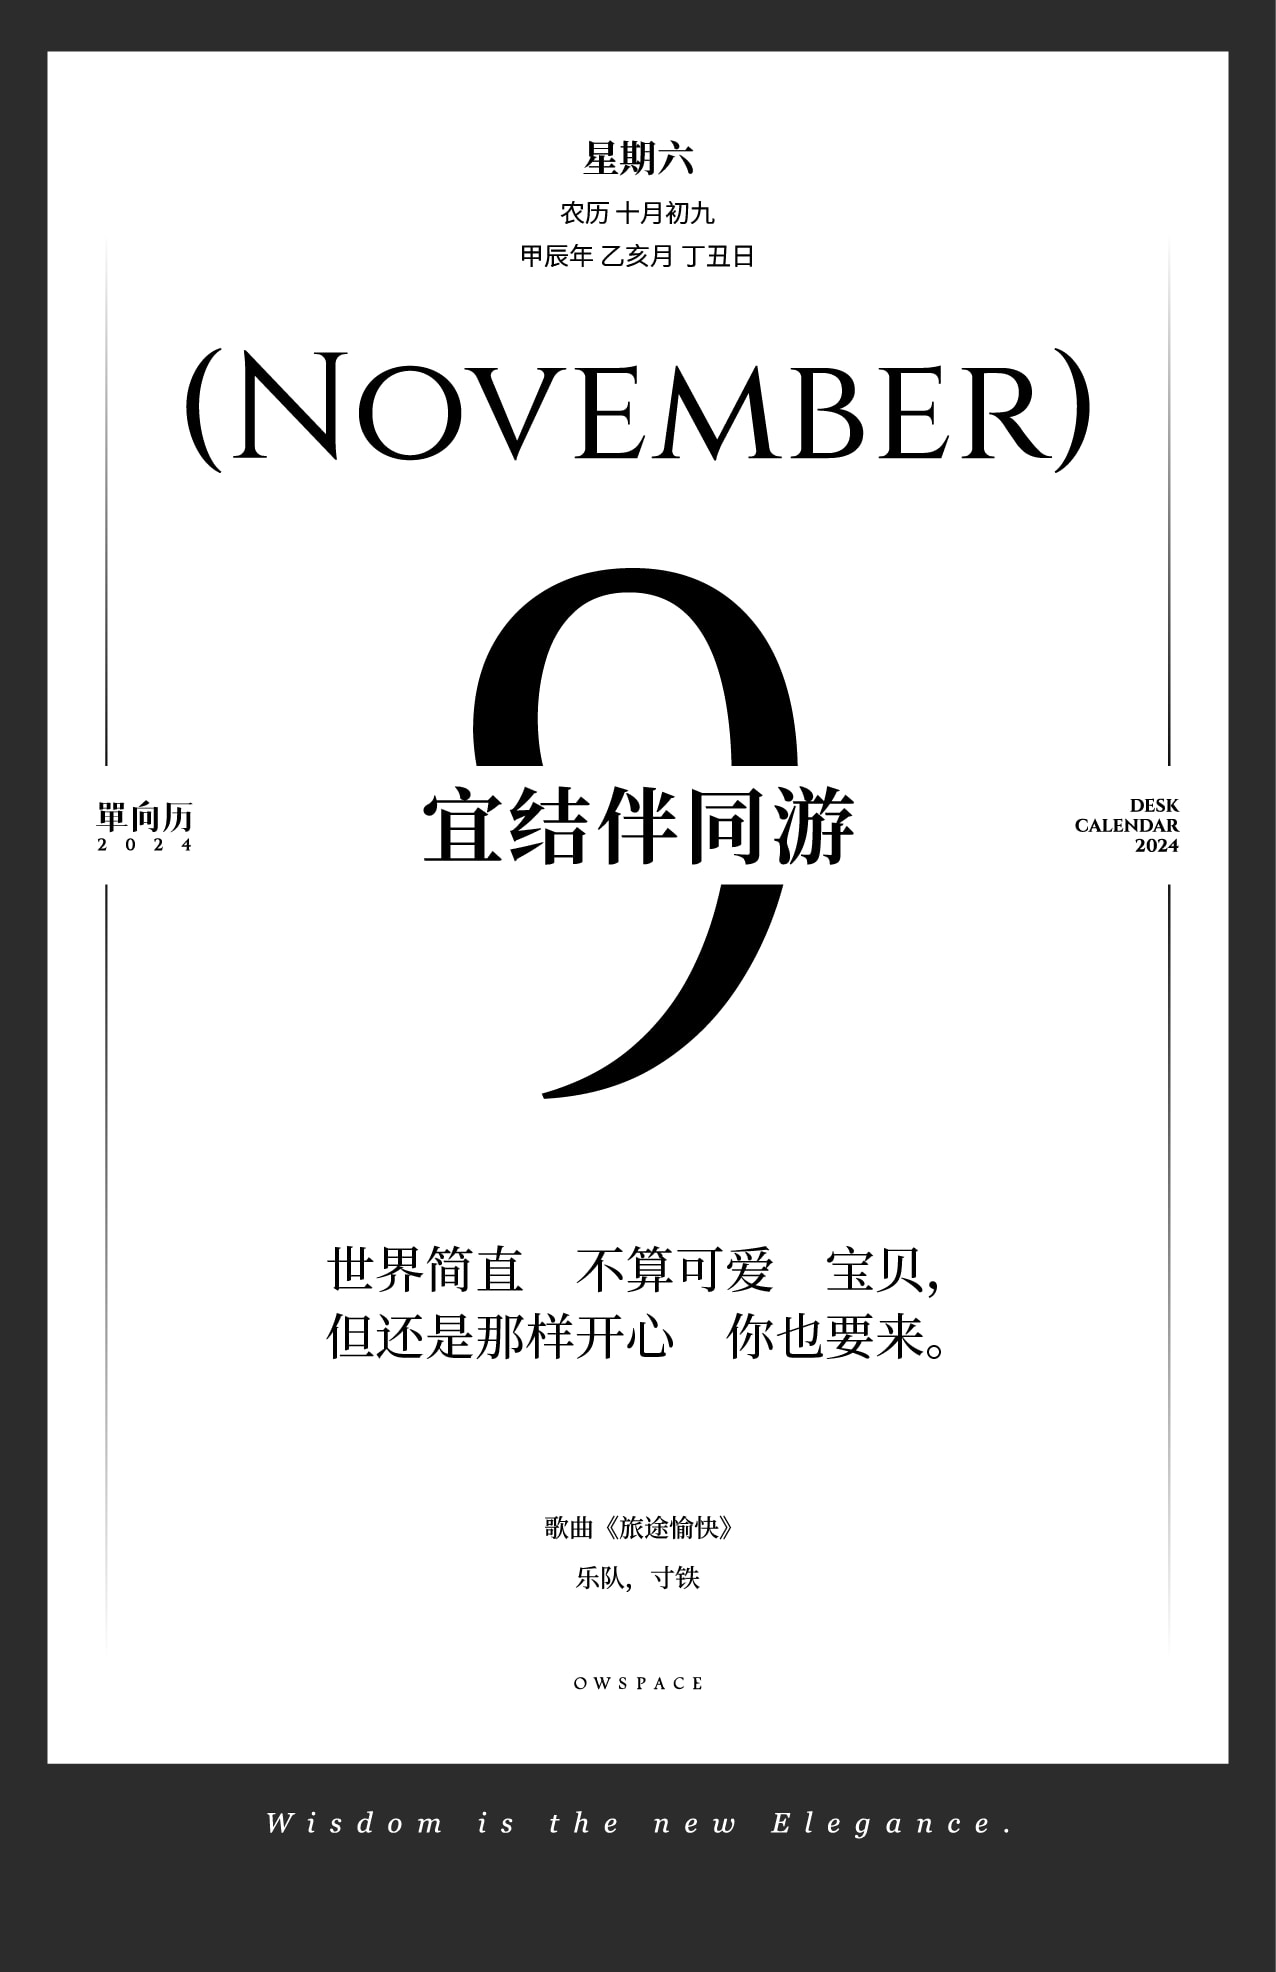 星期六
农历 十月初九
甲辰年 乙亥月 丁丑日
(NOVEMBER)
9
宜结伴同游
單向历
2024
DESK
CALENDAR
2024
世界简直　不算可爱　宝贝，
但还是那样开心　你也要来。
歌曲《旅途愉快》
乐队，寸铁
OWSPACE
Wisdom is the new Elegance.